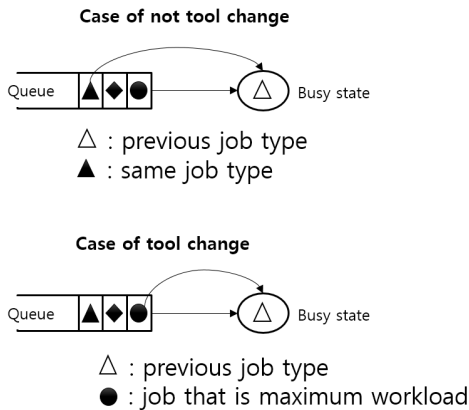 Case of not tool change
Queue
Busy state
: previous job type
: same job type
Case of tool change
Queue
Busy state
: previous job type
: job that is maximum workload